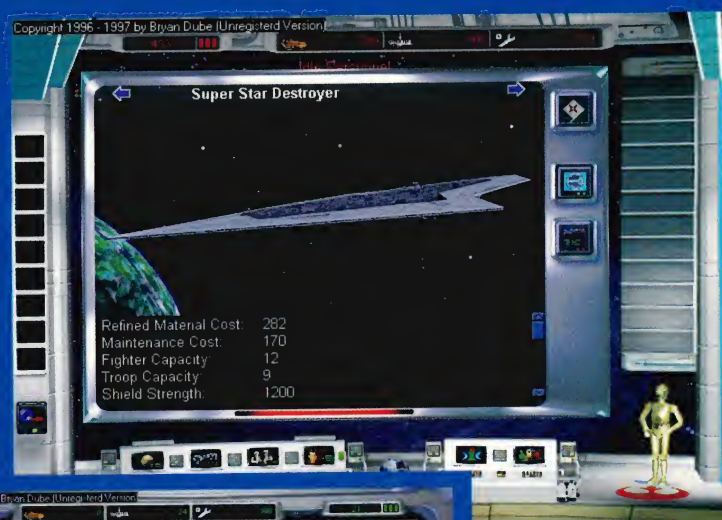 Copyright 1996 - 1997 by Bryan Dube (Unregisterd Version)
Super Star Destroyer
Refined Material Cost: 282
Maintenance Cost: 170
Fighter Capacity: 12
Troop Capacity: 9
Shield Strength: 1200
Bryan Dube (Unregisterd Version)